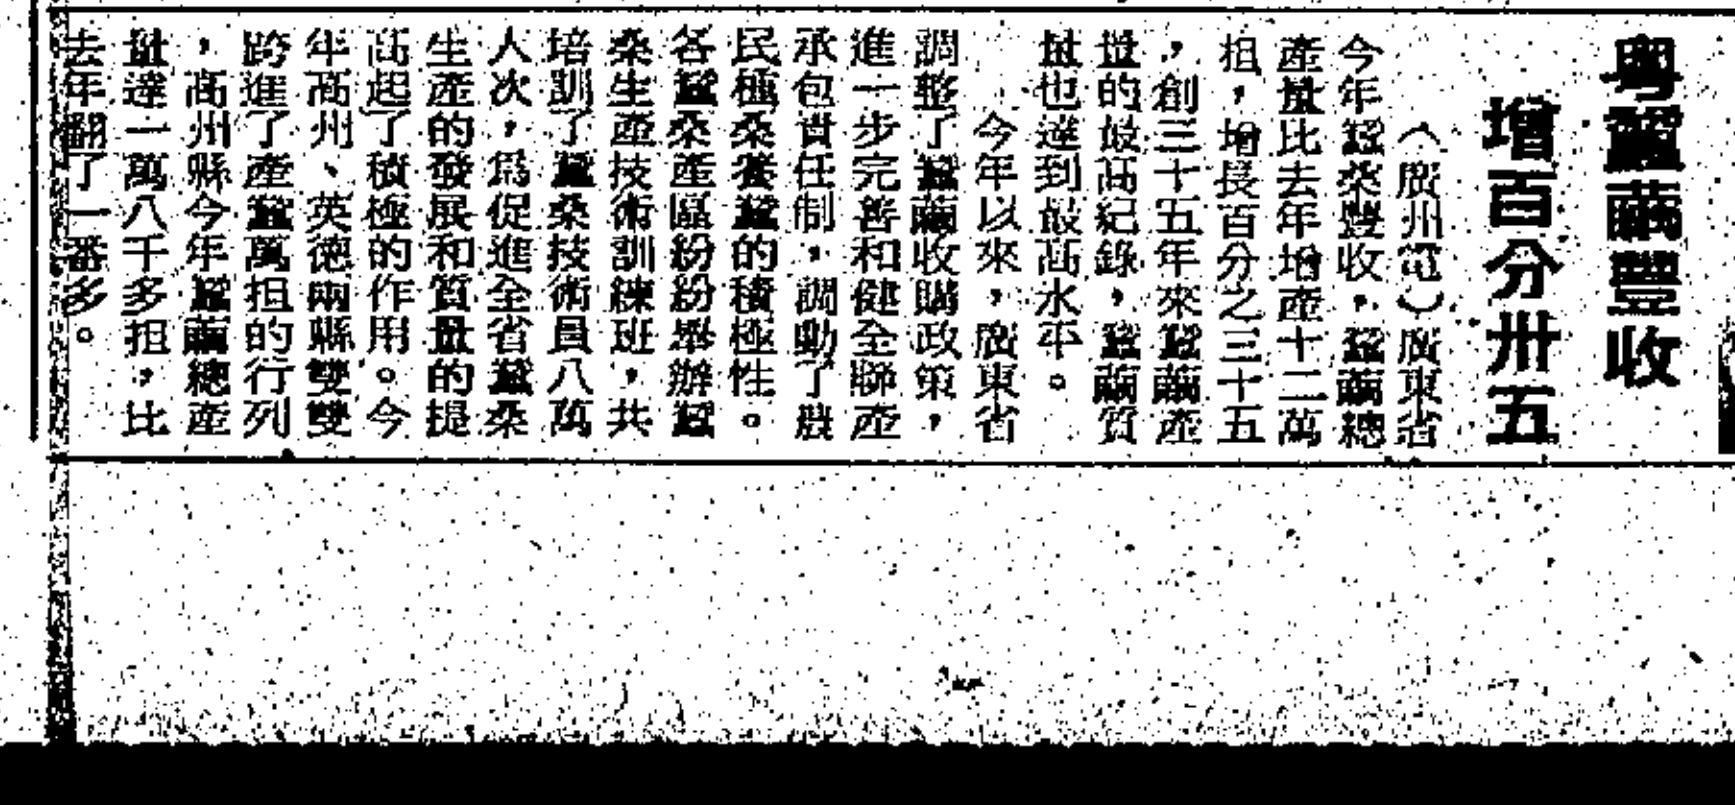 粤蠶繭豐收
增百分卅五
（廣州電）廣東省
今年蠶桑豐收，蠶繭總
產量比去年增產十二萬
担，增長百分之三十五
，創三十五年來蠶繭產
量的最高紀錄，蠶繭質
量也達到最高水平。
今年以來，廣東省
調整了蠶繭收購政策，
進一步完善和健全聯產
承包責任制，調動了農
民種桑養蠶的積極性。
各蠶桑產區紛紛舉辦蠶
桑生產技術訓練班，共
培訓了蠶桑技術員八萬
人次，爲促進全省蠶桑
生產的發展和質量的提
高起了積極的作用。今
年高州、英德兩縣雙雙
跨進了產蠶萬担的行列
，高州縣今年蠶繭總產
量達一萬八千多担，比
去年翻了一番多。